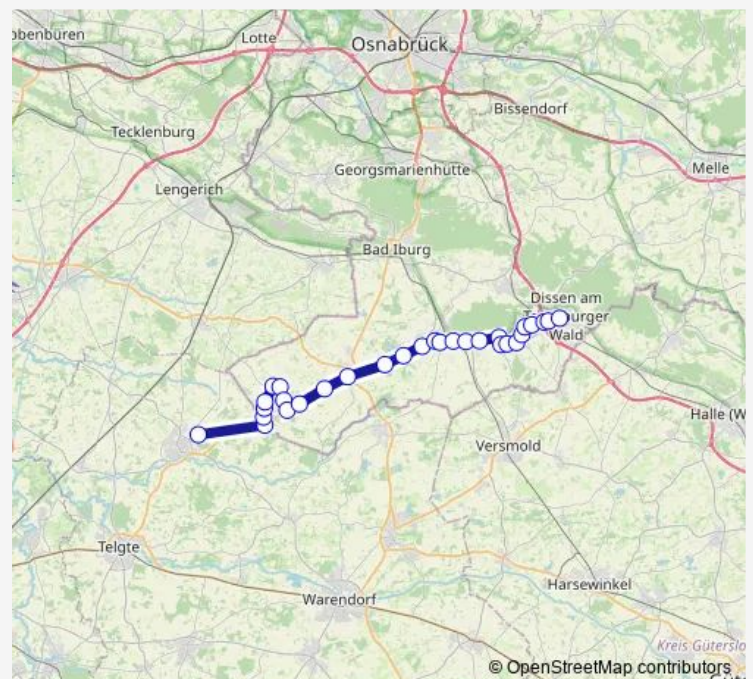 bbenbüren
Lotte
Osnabrück
Bissendorf
Tecklenburg
Georgsmarienhütte
Melle
Lengerich
Bad Iburg
Dissen am
Wald
Halle (W
Versmold
Telgte
Harsewinkel
Warendorf
Kreis Güterslo
© OpenStreetMap contributors